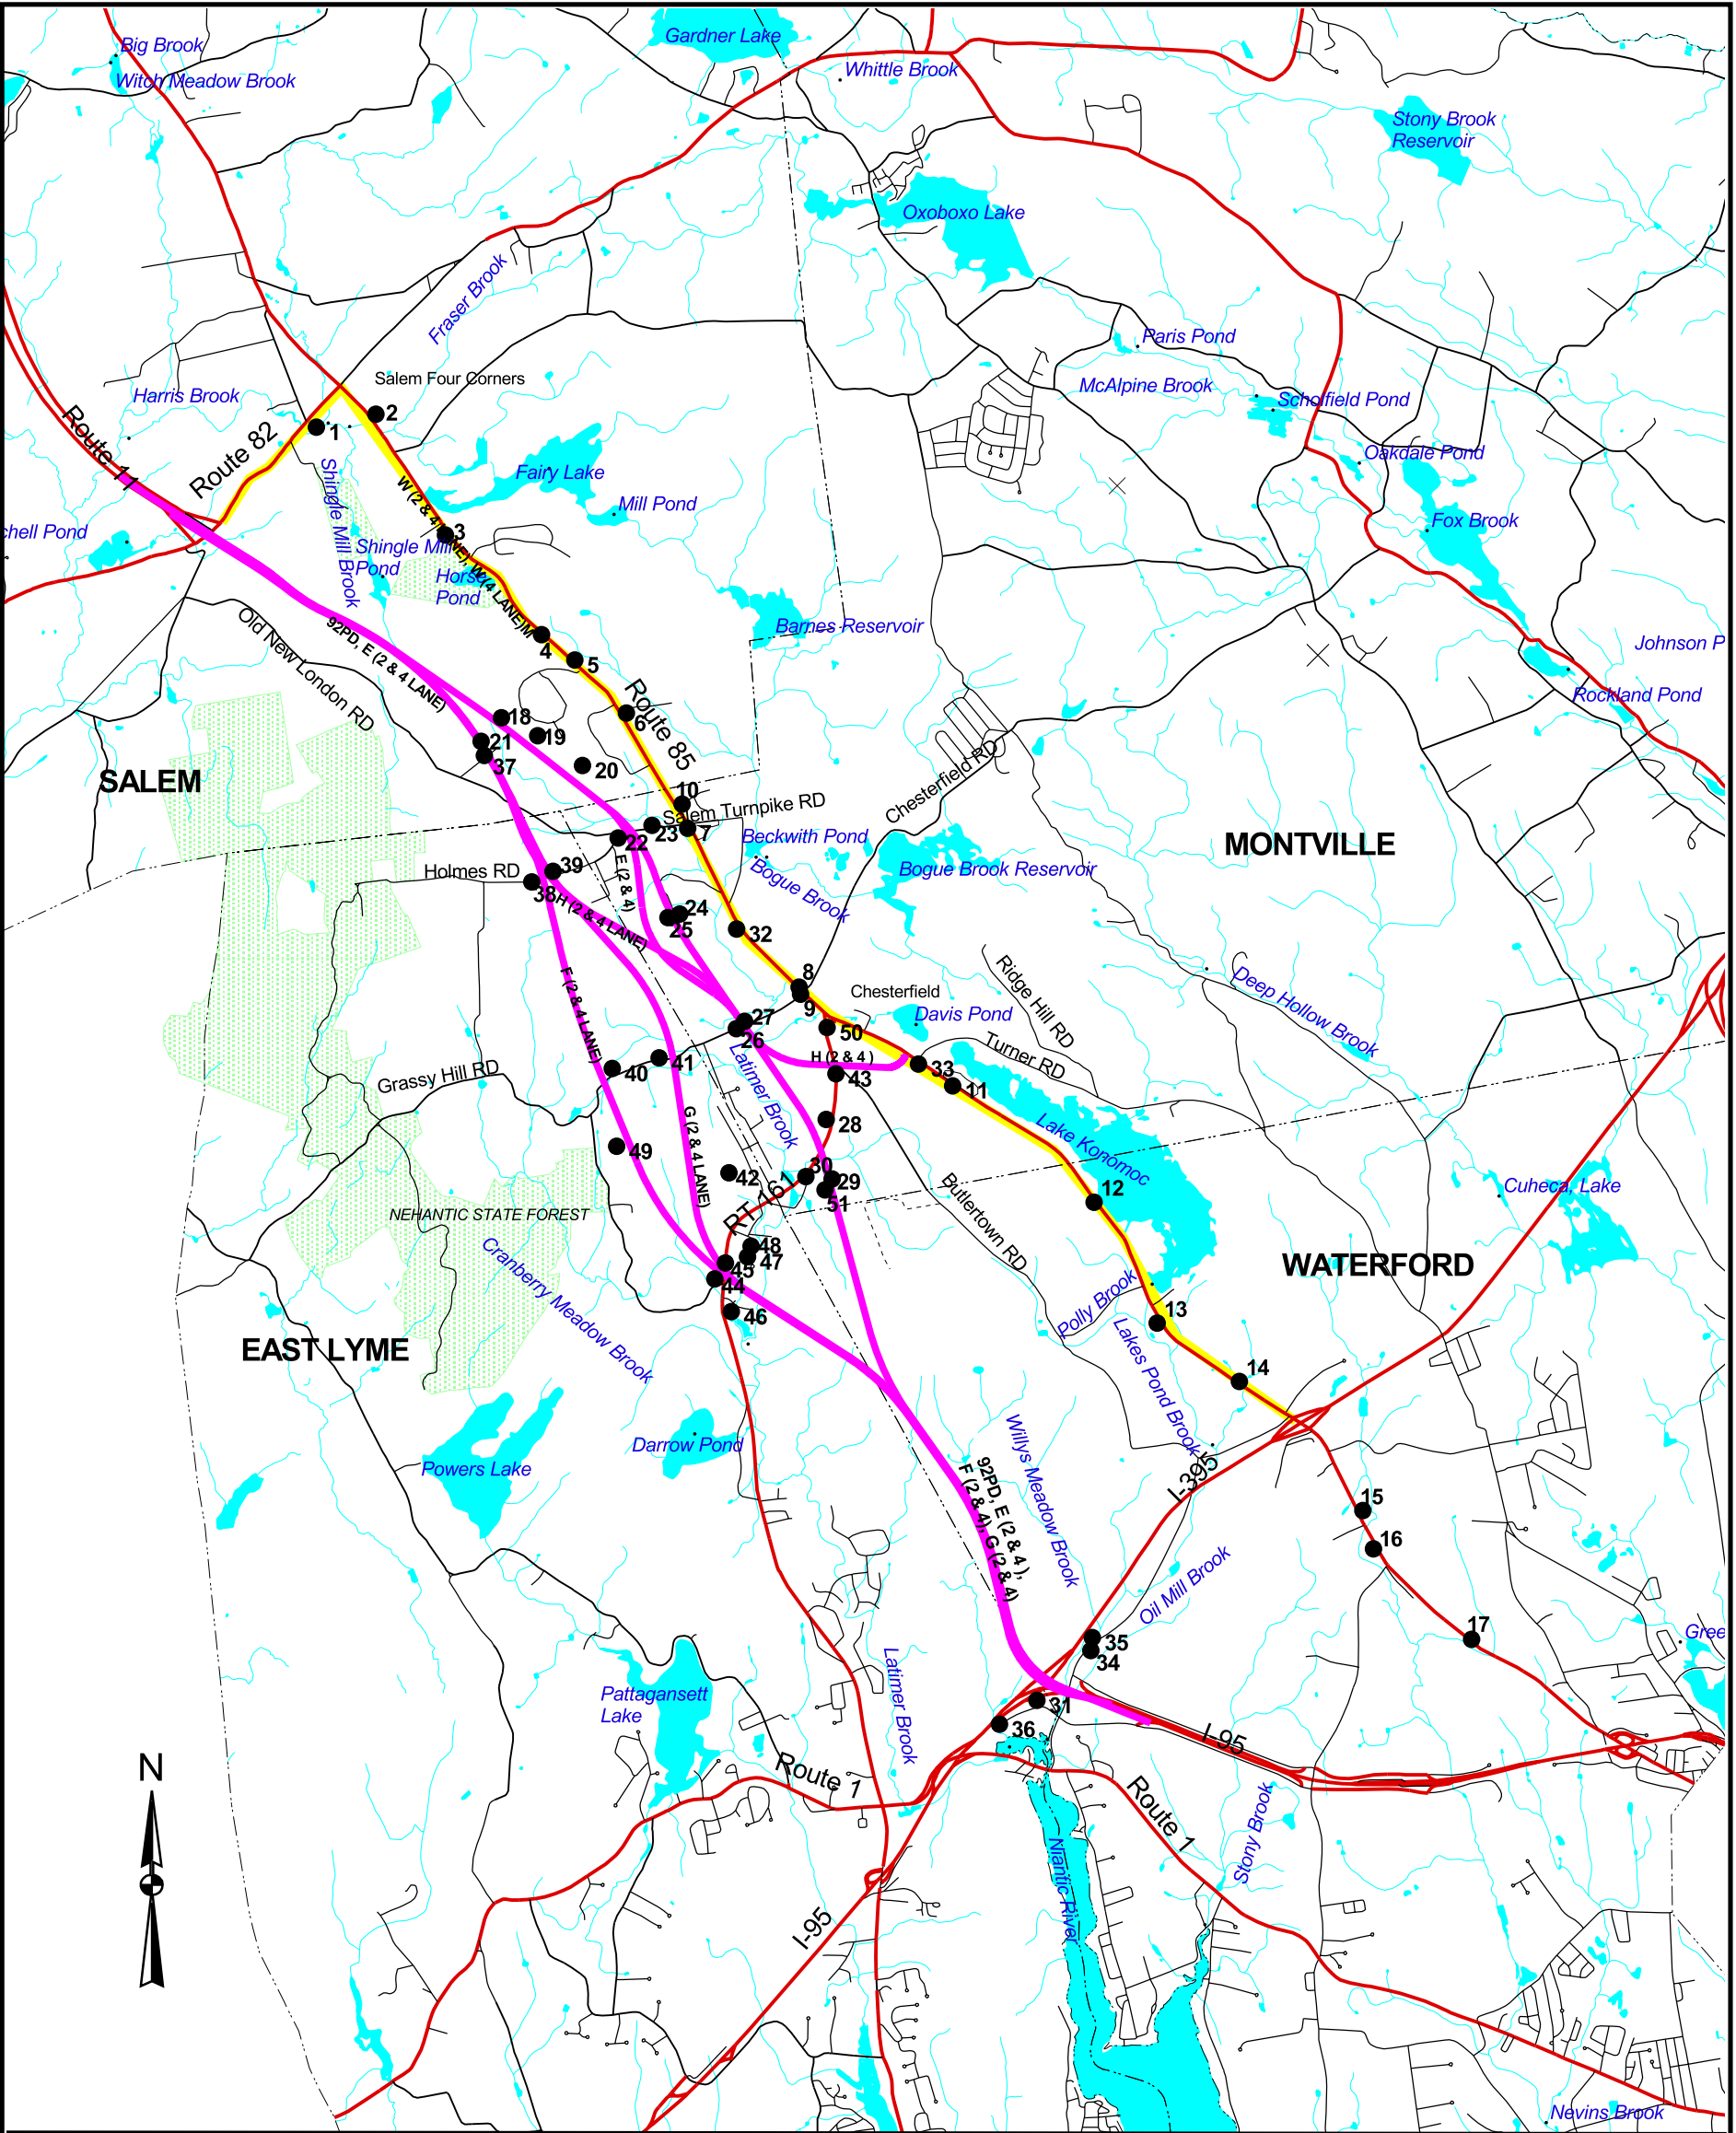 Big Brook
Witch Meadow Brook
Gardner Lake
Whittle Brook
Stony Brook
Reservoir
Oxoboxo Lake
Fraser Brook
Paris Pond
McAlpine Brook
Scholfield Pond
Oakdale Pond
Fox Brook
Salem Four Corners
Harris Brook
Route 11
Route 82
1
2
Shingle Mill Brook
W (2 & 4 LANE), W (4 LANE)M
3
Fairy Lake
Mill Pond
chell Pond
Shingle Mill
Pond
Horse
Pond
Barnes Reservoir
Johnson P
Rockland Pond
Old New London RD
92PD, E (2 & 4 LANE)
4
5
6
Route 85
18
19
20
21
37
SALEM
10
Salem Turnpike RD
7
22
23
Chesterfield RD
Beckwith Pond
Bogue Brook
Bogue Brook Reservoir
MONTVILLE
Holmes RD
39
38
E (2 & 4)
H (2 & 4 LANE)
24
25
32
8
9
Chesterfield
Davis Pond
Ridge Hill RD
Deep Hollow Brook
F (2 & 4 LANE)
27
26
50
Turner RD
H (2 & 4 )
33
11
43
Grassy Hill RD
40
41
Latimer Brook
28
G (2 & 4 LANE)
Lake Konomoc
49
42
30
29
51
RT 161
12
Cuheca, Lake
Butlertown RD
NEHANTIC STATE FOREST
Cranberry Meadow Brook
48
47
45
44
46
WATERFORD
Polly Brook
13
Lakes Pond Brook
14
EAST LYME
Darrow Pond
Powers Lake
Willys Meadow Brook
92PD, E (2 & 4 ),
F (2 & 4), G (2 & 4)
I-395
15
16
Oil Mill Brook
17
35
34
Gree
Pattagansett
Lake
Latimer Brook
31
36
I-95
Route 1
Route 1
Stony Brook
Niantic River
N
I-95
Nevins Brook